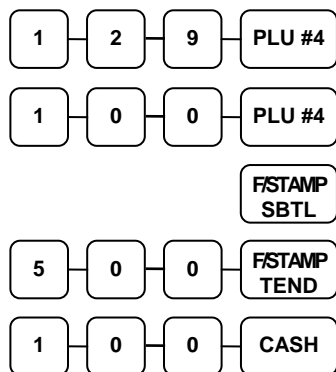 1 2 9 PLU #4
1 0 0 PLU #4
F/STAMP
SBTL
5 0 0 F/STAMP
TEND
1 0 0 CASH